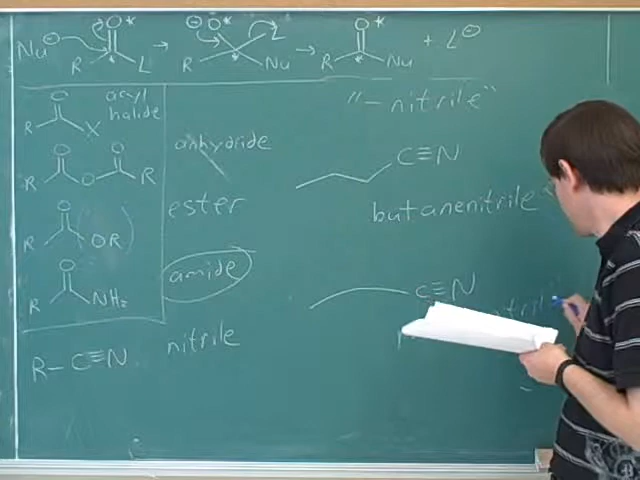 Nu⊖ R O* L → ⊖O* R L Nu → O* R Nu + L⊖
O R X acyl halide
"-nitrile"
O O R O R anhydride
C≡N
O R OR ester
butanenitrile
O R NH₂ amide
C≡N
R-C≡N nitrile